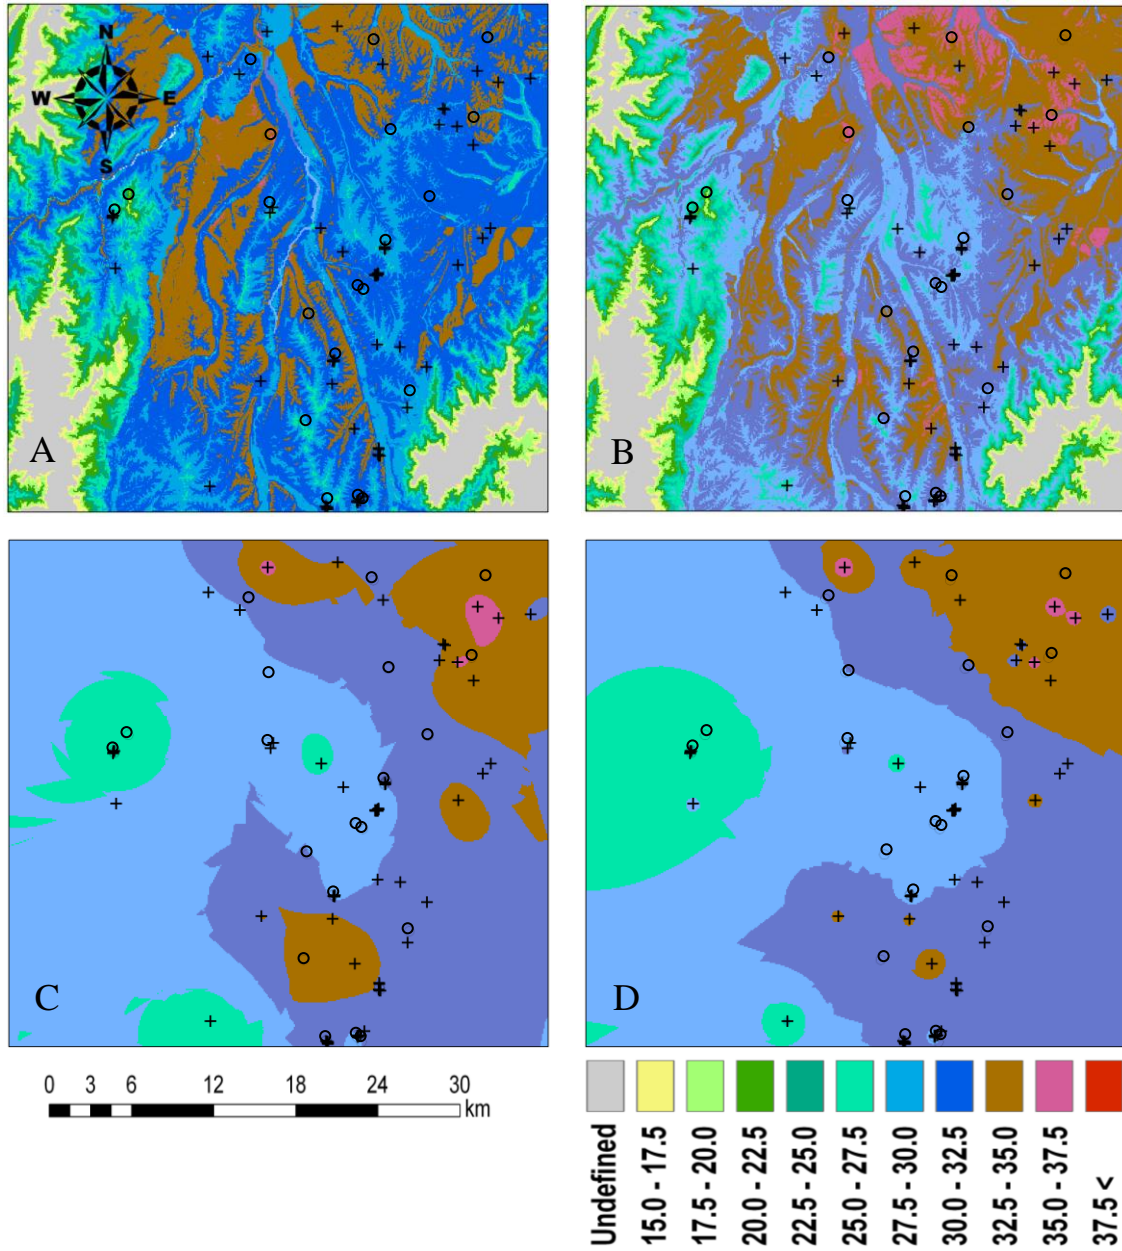 N
W E
S
A
B
C
D
0 3 6 12 18 24 30
km
Undefined
15.0 - 17.5
17.5 - 20.0
20.0 - 22.5
22.5 - 25.0
25.0 - 27.5
27.5 - 30.0
30.0 - 32.5
32.5 - 35.0
35.0 - 37.5
37.5 <